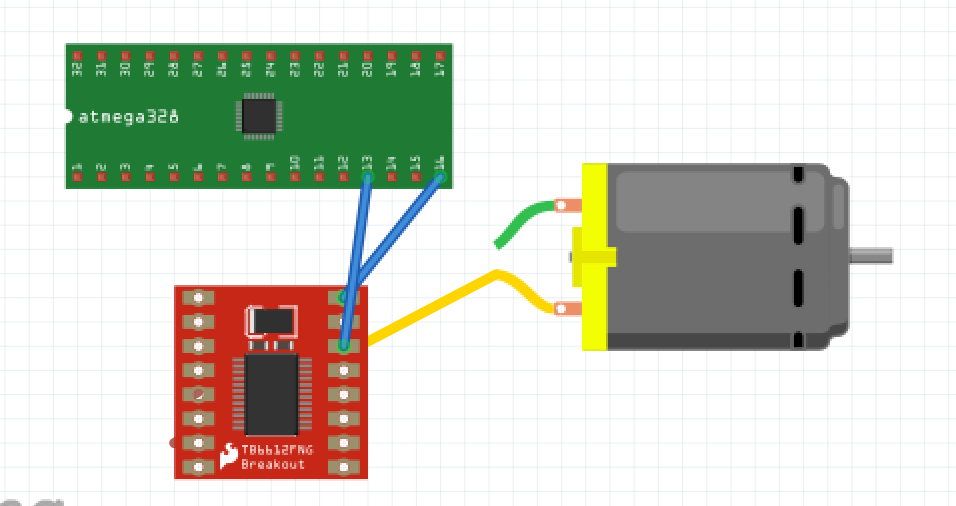 32 31 30 29 28 27 26 25 24 23 22 21 20 19 18 17
atmega328
1 2 3 4 5 6 7 8 9 10 11 12 13 14 15 16
TB6612FNG
Breakout